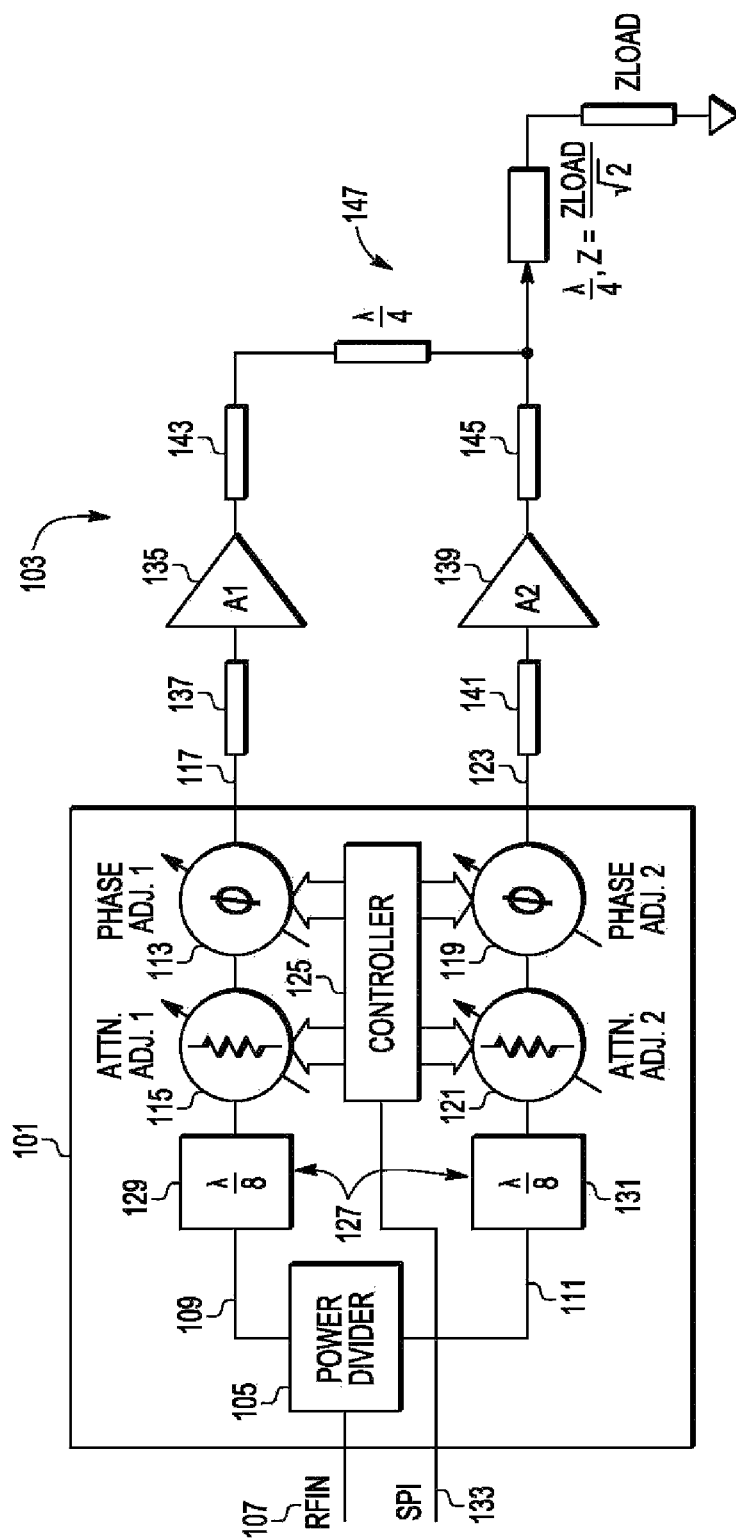 103
101
129
λ/8
115
ATTN.
ADJ. 1
113
PHASE
ADJ. 1
Φ
117
137
135
A1
143
λ/4
147
109
127
125
CONTROLLER
107
RFIN
105
POWER
DIVIDER
SPI
133
111
λ/8
131
121
ATTN.
ADJ. 2
119
Φ
PHASE
ADJ. 2
123
141
139
A2
145
λ/4, Z = ZLOAD/√2
ZLOAD